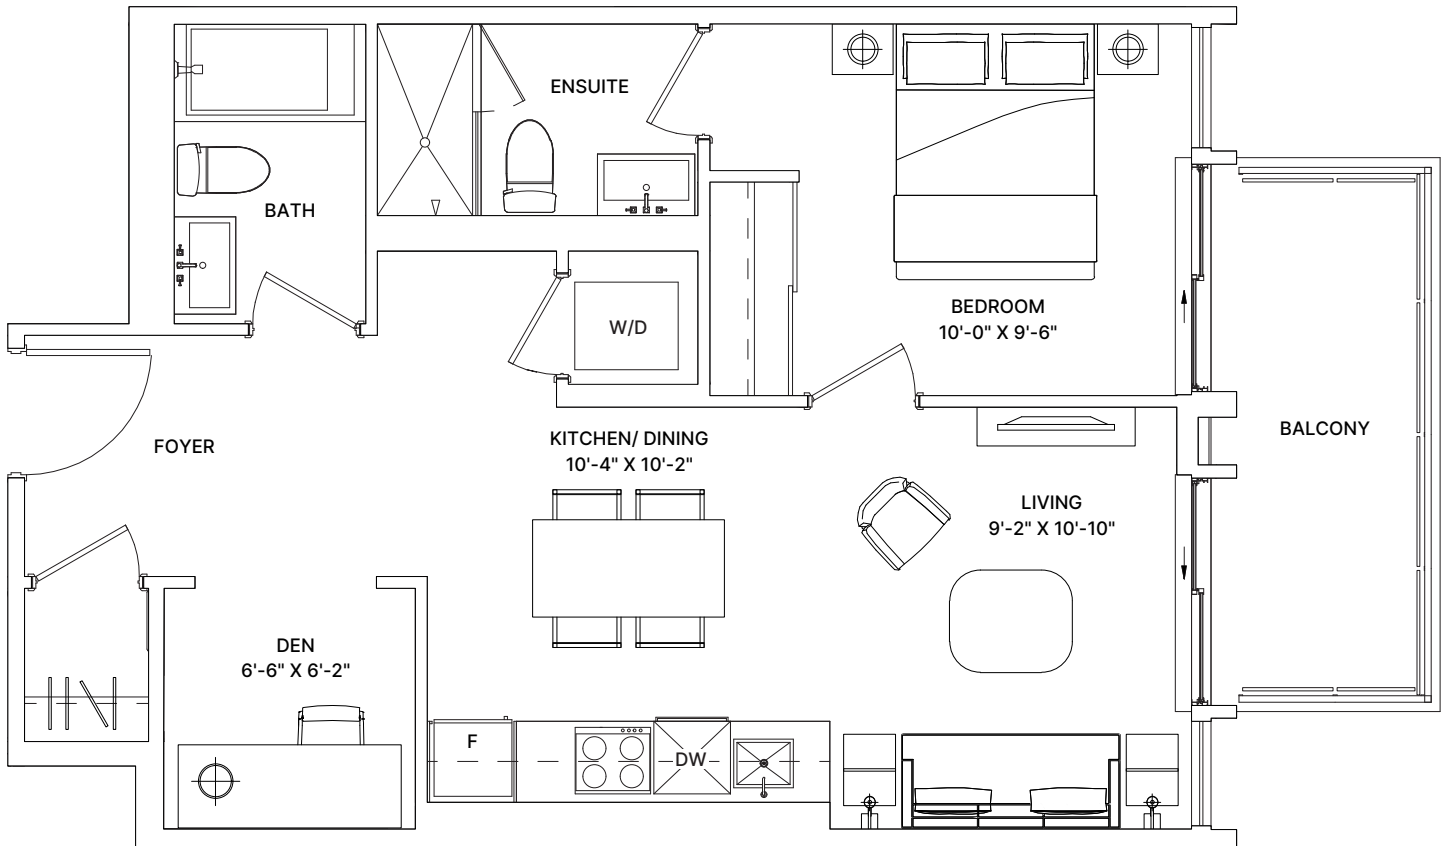 ENSUITE
BATH
W/D
BEDROOM
10'-0" X 9'-6"
BALCONY
FOYER
KITCHEN/ DINING
10'-4" X 10'-2"
LIVING
9'-2" X 10'-10"
DEN
6'-6" X 6'-2"
F
DW